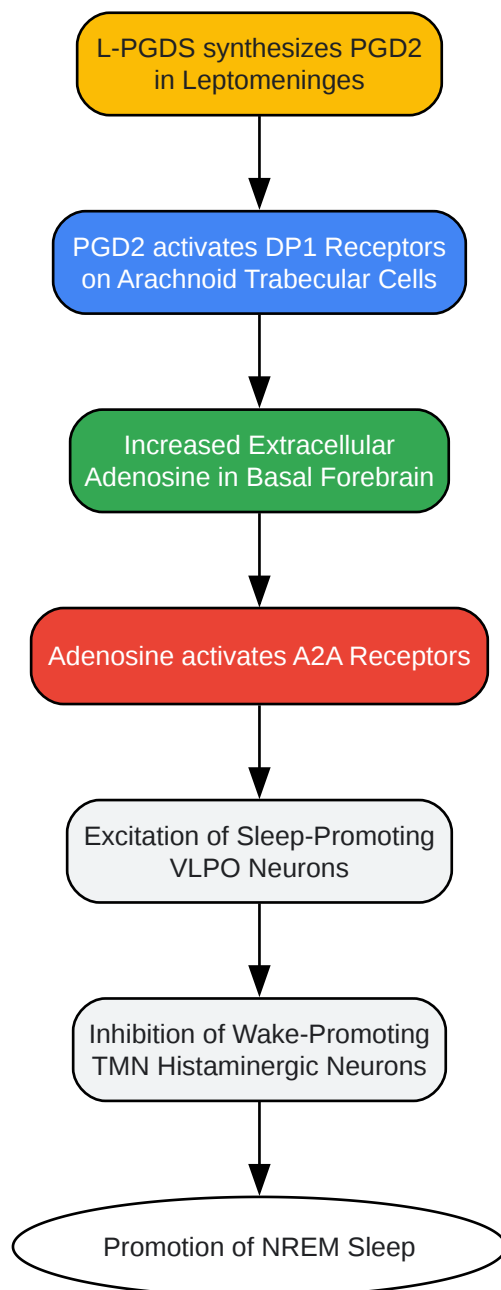 L-PGDS synthesizes PGD2
in Leptomeninges
PGD2 activates DP1 Receptors
on Arachnoid Trabecular Cells
Increased Extracellular
Adenosine in Basal Forebrain
Adenosine activates A2A Receptors
Excitation of Sleep-Promoting
VLPO Neurons
Inhibition of Wake-Promoting
TMN Histaminergic Neurons
Promotion of NREM Sleep